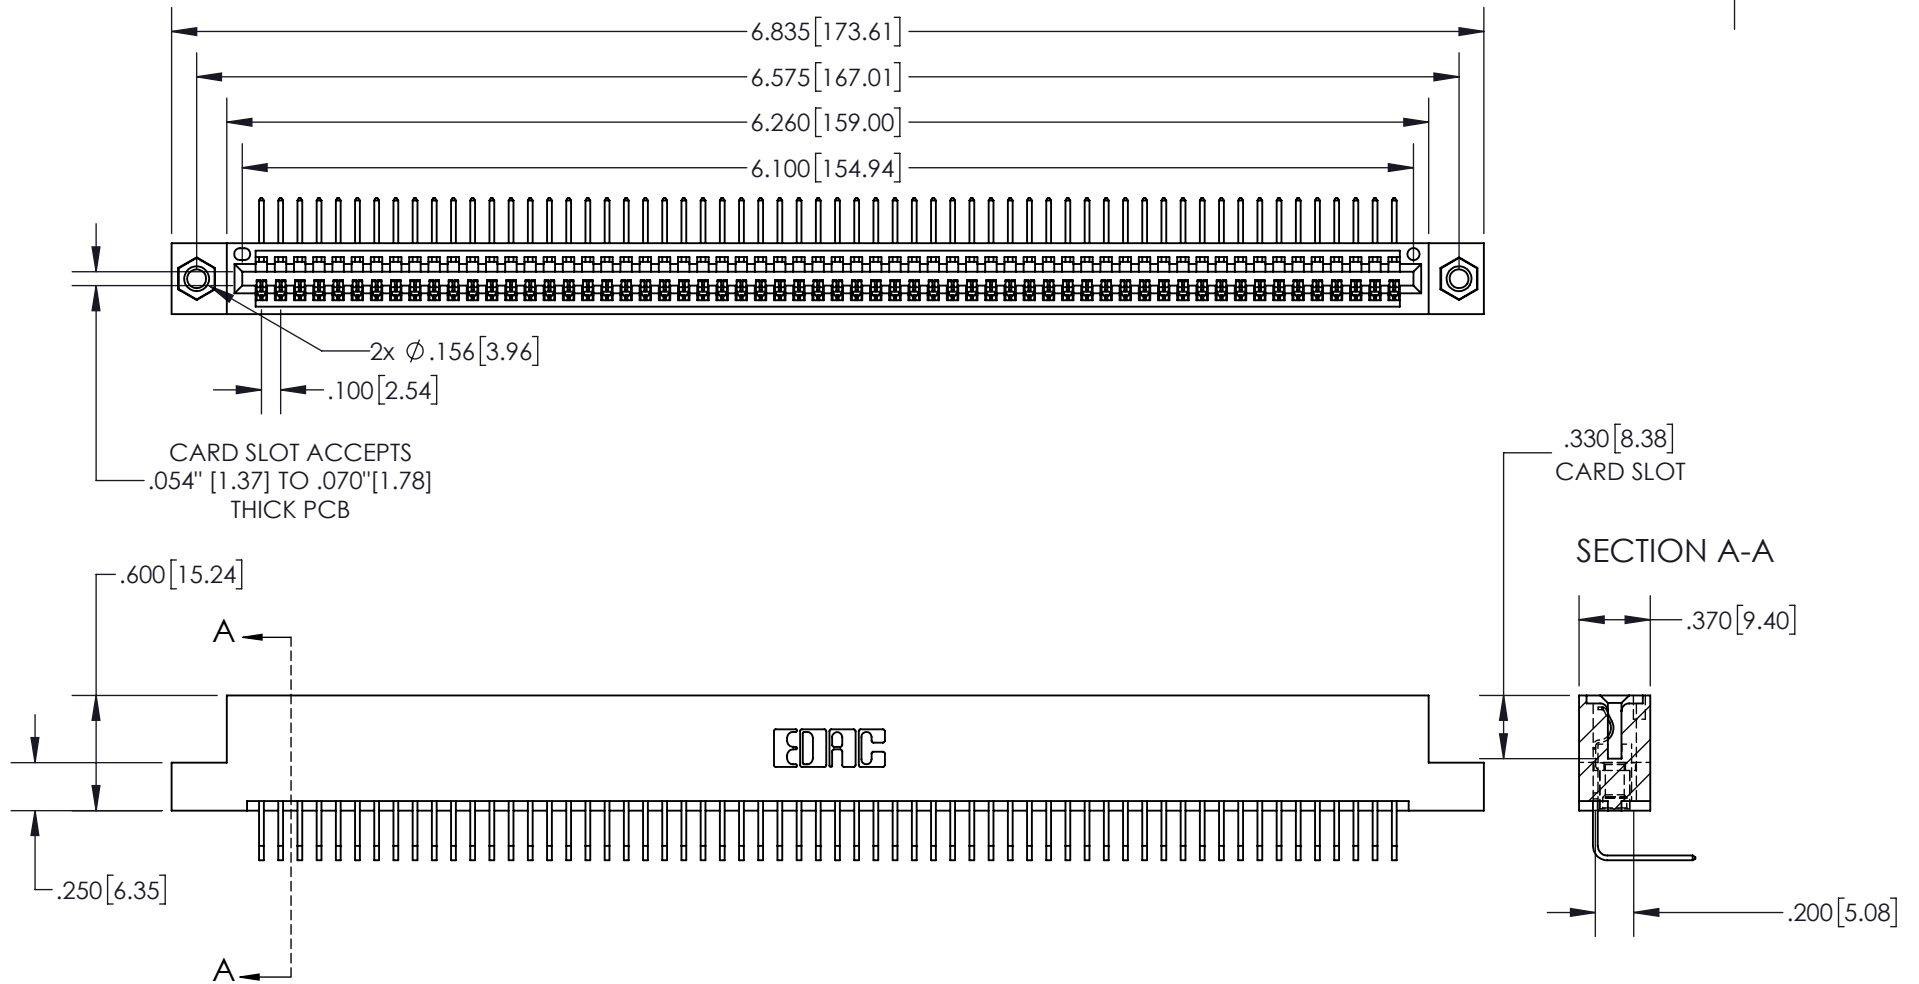 6.835[173.61]
6.575[167.01]
6.260[159.00]
6.100[154.94]
2x Ø.156[3.96]
.100[2.54]
CARD SLOT ACCEPTS
.054" [1.37] TO .070"[1.78]
THICK PCB
.330[8.38]
CARD SLOT
SECTION A-A
.600[15.24]
.370[9.40]
A
EDAC
.250[6.35]
.200[5.08]
A